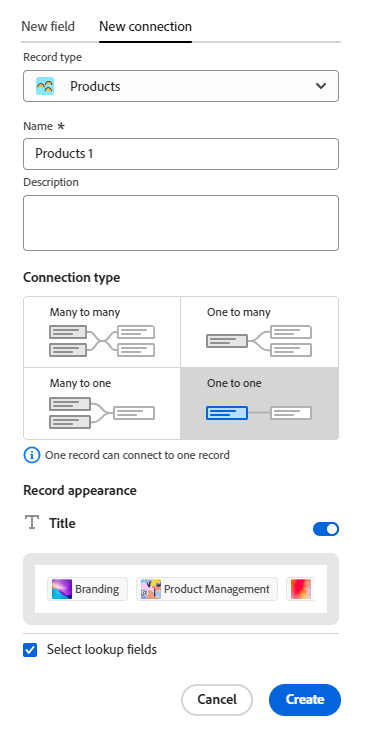 New field New connection
Record type
Products
Name *
Products 1
Description
Connection type
Many to many One to many
Many to one One to one
One record can connect to one record
Record appearance
Title
Branding Product Management
Select lookup fields
Cancel Create